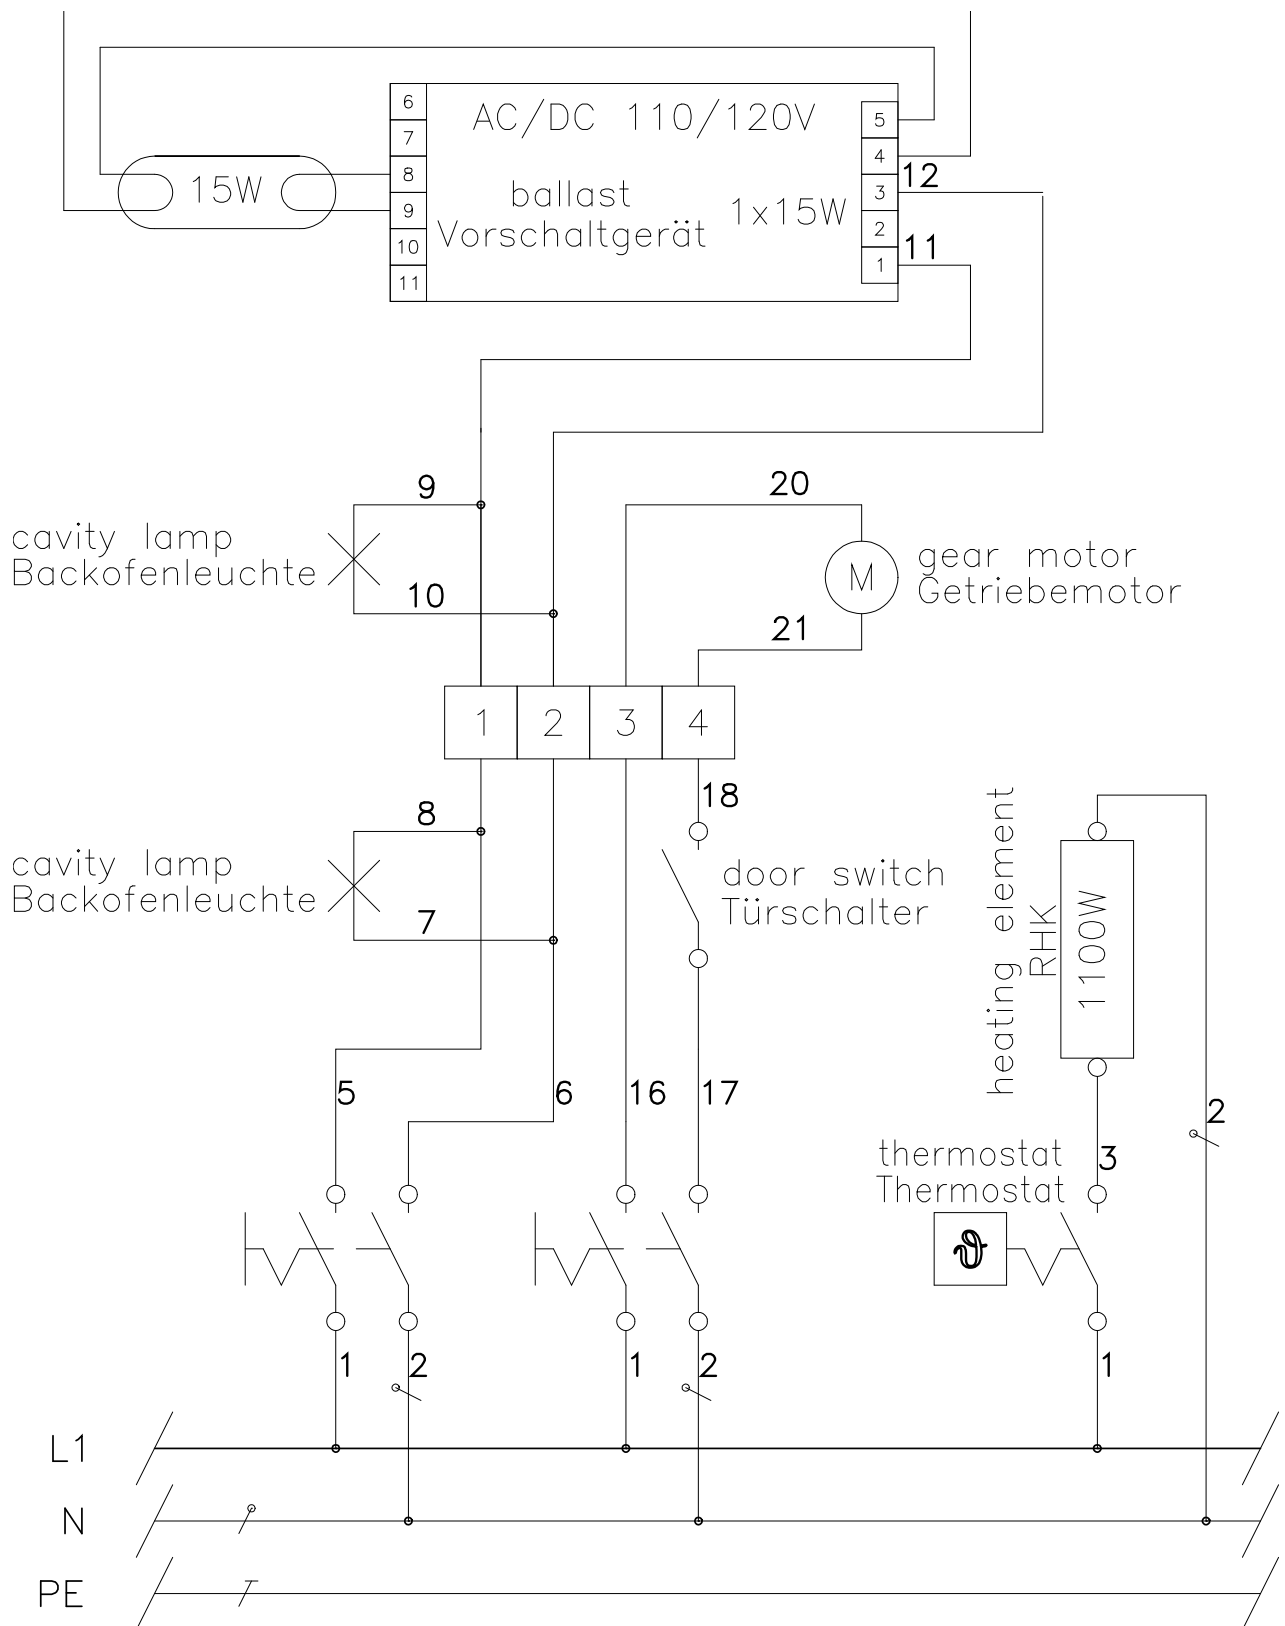 6
AC/DC 110/120V
5
7
4
15W
8
12
ballast
3
9
1x15W
Vorschaltgerät
2
10
11
1
11
9
20
cavity lamp
Backofenleuchte
gear motor
Getriebemotor
M
10
21
1 2 3 4
18
8
cavity lamp
Backofenleuchte
door switch
Türschalter
7
heating element
RHK
1100W
5
6
16
17
2
thermostat
Thermostat
3
ϑ
1
2
1
2
1
L1
N
PE